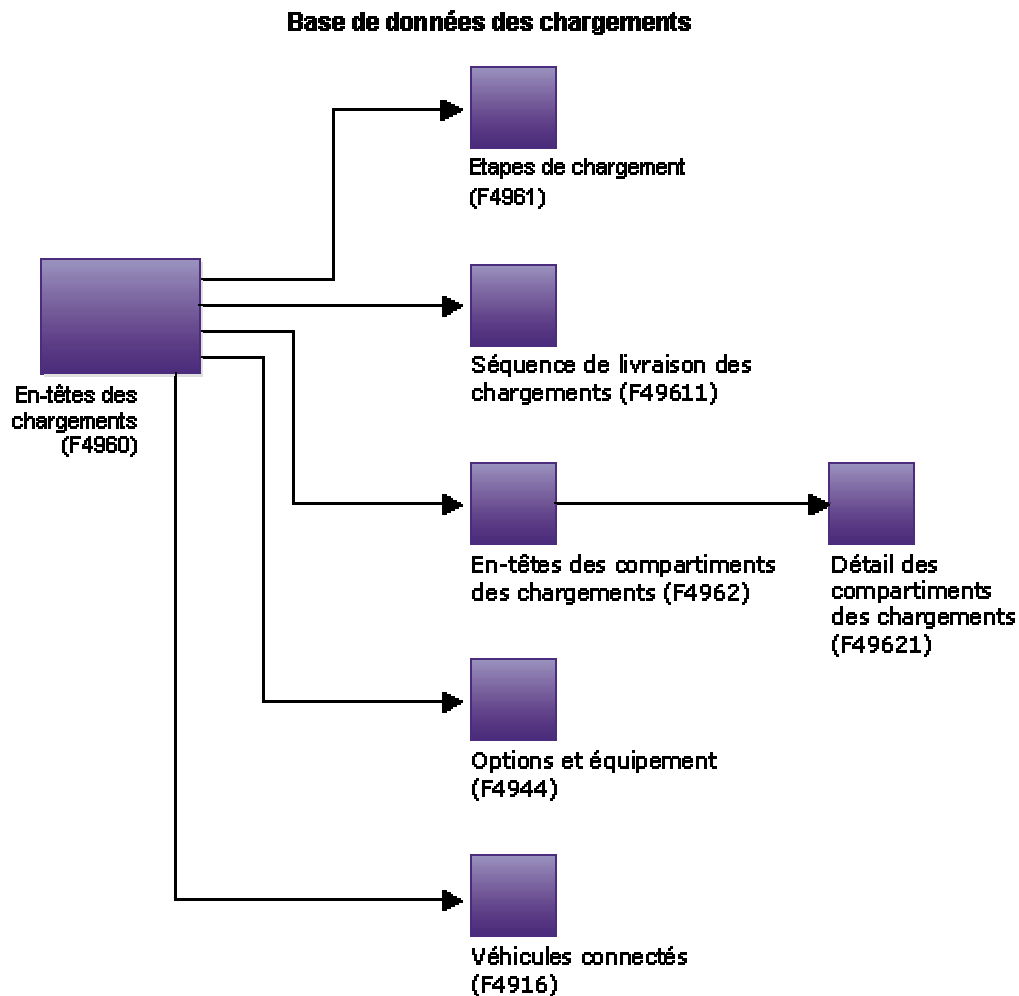 Base de données des chargements
Etapes de chargement
(F4961)
En-têtes des
chargements
(F4960)
Séquence de livraison des
chargements (F49611)
En-têtes des compartiments
des chargements (F4962)
Détail des
compartiments
des chargements
(F49621)
Options et équipement
(F4944)
Véhicules connectés
(F4916)